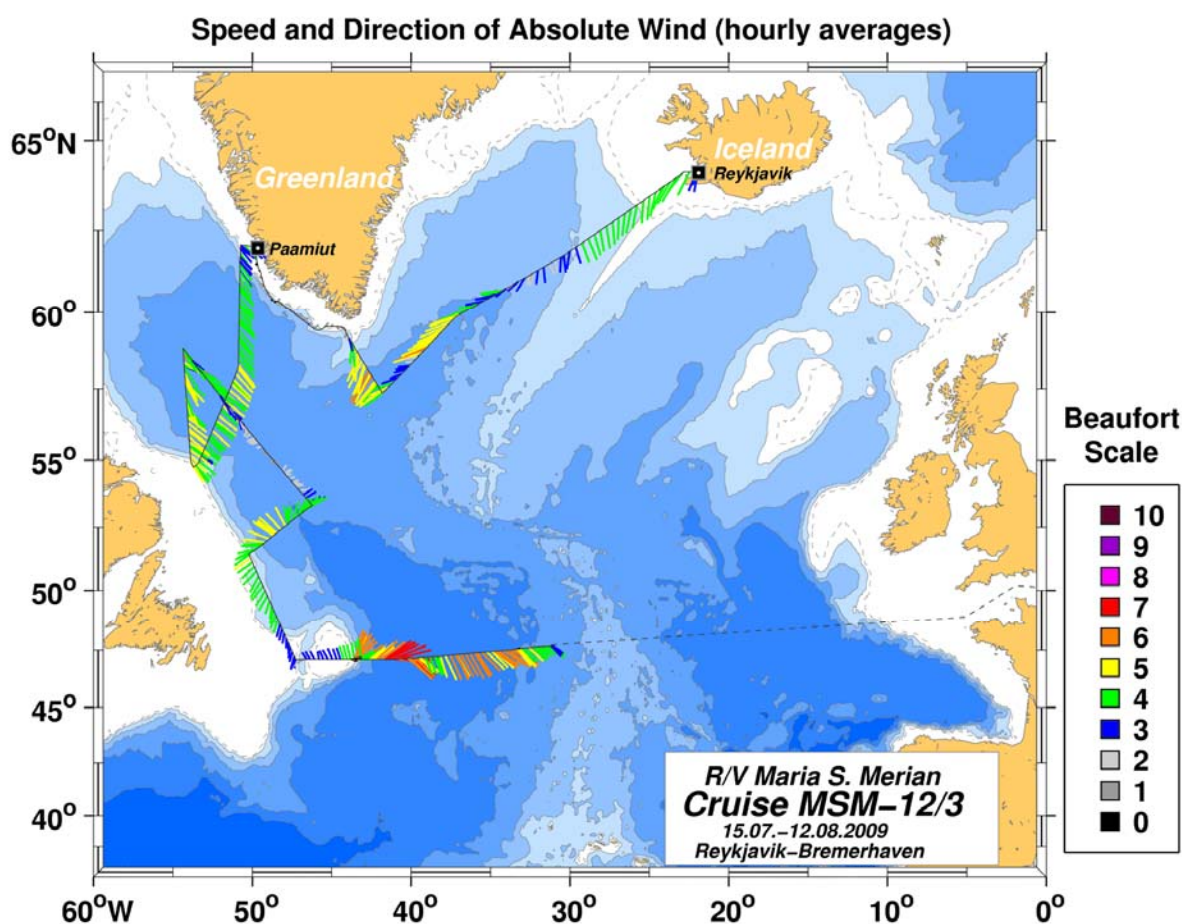 Speed and Direction of Absolute Wind (hourly averages)
65°N
60°
55°
50°
45°
40°
Greenland
Iceland
Reykjavik
Paamiut
Beaufort
Scale
10
9
8
7
6
5
4
3
2
1
0
R/V Maria S. Merian
Cruise MSM–12/3
15.07.–12.08.2009
Reykjavik–Bremerhaven
60°W
50°
40°
30°
20°
10°
0°